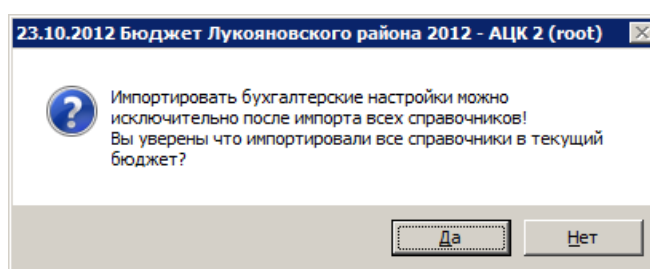 23.10.2012 Бюджет Лукояновского района 2012 - АЦК 2 (root)
Импортировать бухгалтерские настройки можно
исключительно после импорта всех справочников!
Вы уверены что импортировали все справочники в текущий
бюджет?
Да
Нет